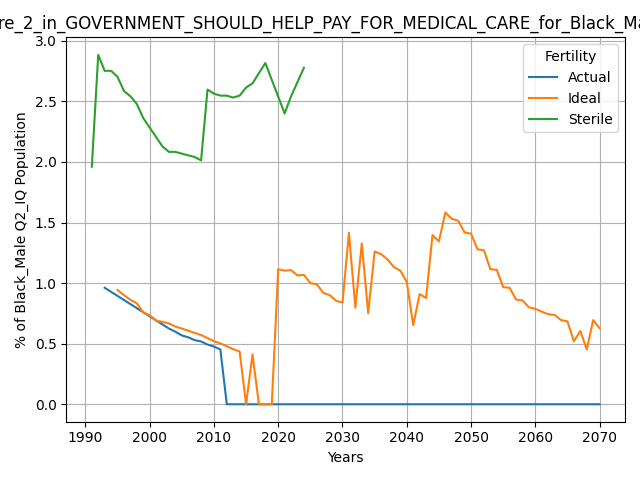 re_2_in_GOVERNMENT_SHOULD_HELP_PAY_FOR_MEDICAL_CARE_for_Black_Ma
Fertility
Actual
Ideal
Sterile
% of Black_Male Q2_IQ Population
3.0
2.5
2.0
1.5
1.0
0.5
0.0
1990 2000 2010 2020 2030 2040 2050 2060 2070
Years